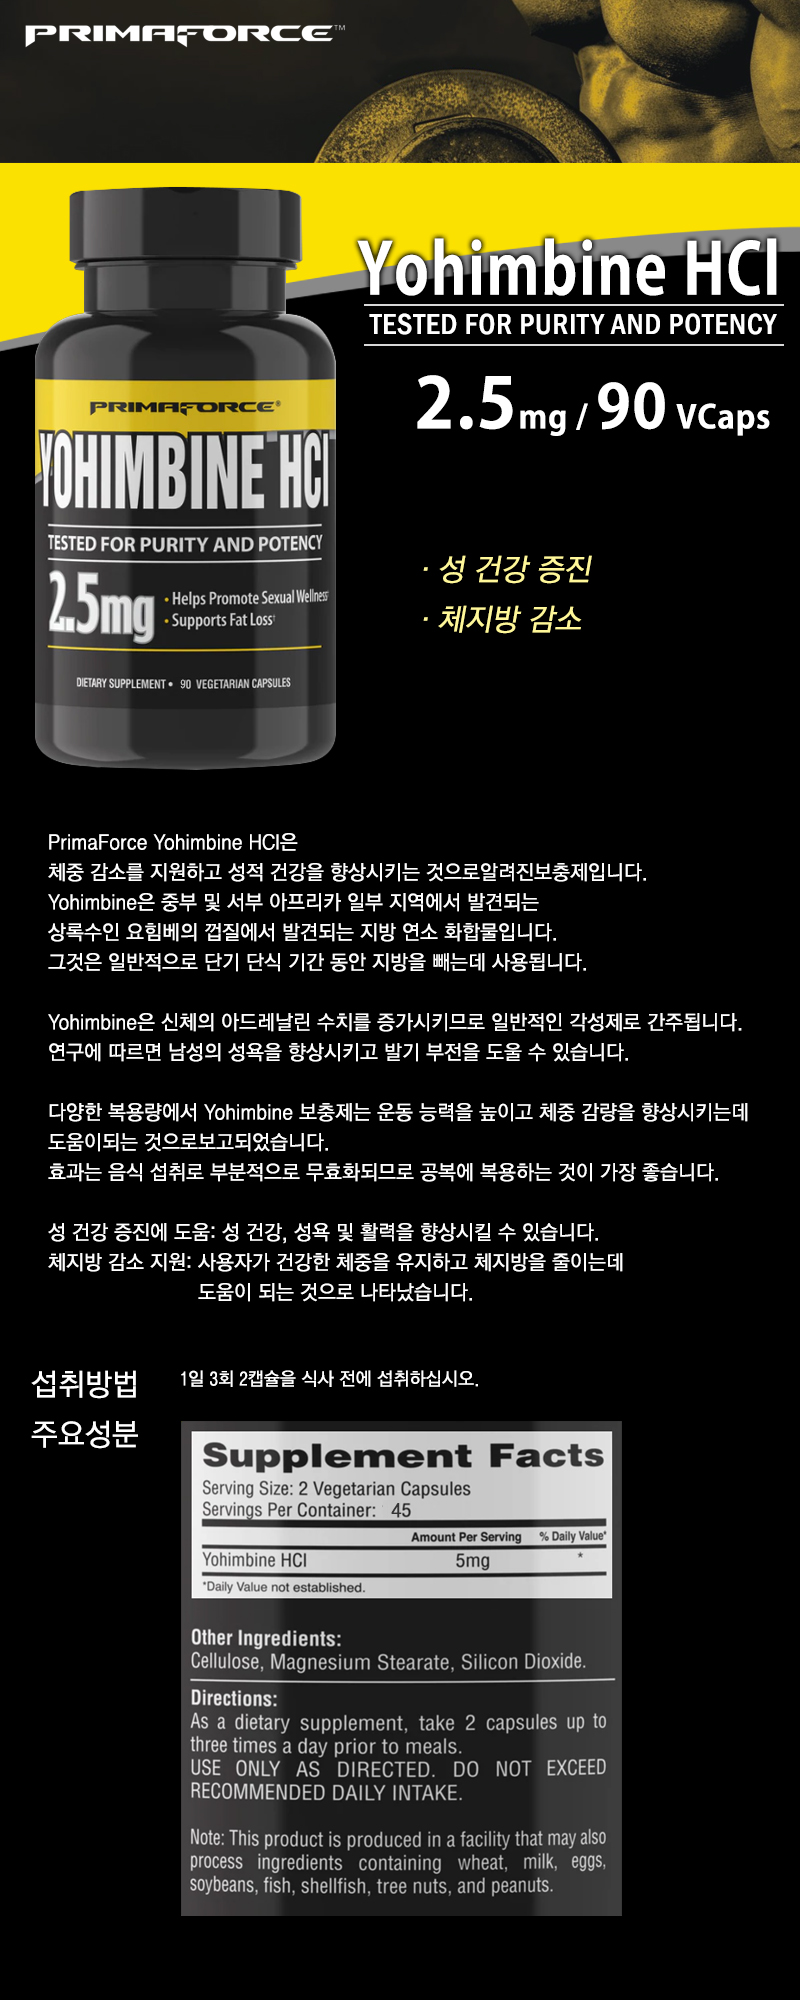 PRIMAFORCE™
Yohimbine HCl
TESTED FOR PURITY AND POTENCY
2.5mg / 90 VCaps
PRIMAFORCE®
YOHIMBINE HCl
TESTED FOR PURITY AND POTENCY
2.5mg
• Helps Promote Sexual Wellness†
• Supports Fat Loss†
DIETARY SUPPLEMENT • 90 VEGETARIAN CAPSULES
· 성 건강 증진
· 체지방 감소
PrimaForce Yohimbine HCl은
체중 감소를 지원하고 성적 건강을 향상시키는 것으로알려진보충제입니다.
Yohimbine은 중부 및 서부 아프리카 일부 지역에서 발견되는
상록수인 요힘베의 껍질에서 발견되는 지방 연소 화합물입니다.
그것은 일반적으로 단기 단식 기간 동안 지방을 빼는데 사용됩니다.
Yohimbine은 신체의 아드레날린 수치를 증가시키므로 일반적인 각성제로 간주됩니다.
연구에 따르면 남성의 성욕을 향상시키고 발기 부전을 도울 수 있습니다.
다양한 복용량에서 Yohimbine 보충제는 운동 능력을 높이고 체중 감량을 향상시키는데
도움이되는 것으로보고되었습니다.
효과는 음식 섭취로 부분적으로 무효화되므로 공복에 복용하는 것이 가장 좋습니다.
성 건강 증진에 도움: 성 건강, 성욕 및 활력을 향상시킬 수 있습니다.
체지방 감소 지원: 사용자가 건강한 체중을 유지하고 체지방을 줄이는데
도움이 되는 것으로 나타났습니다.
섭취방법
1일 3회 2캡슐을 식사 전에 섭취하십시오.
주요성분
Supplement Facts
Serving Size: 2 Vegetarian Capsules
Servings Per Container: 45
Amount Per Serving % Daily Value*
Yohimbine HCl 5mg *
*Daily Value not established.
Other Ingredients:
Cellulose, Magnesium Stearate, Silicon Dioxide.
Directions:
As a dietary supplement, take 2 capsules up to
three times a day prior to meals.
USE ONLY AS DIRECTED. DO NOT EXCEED
RECOMMENDED DAILY INTAKE.
Note: This product is produced in a facility that may also
process ingredients containing wheat, milk, eggs,
soybeans, fish, shellfish, tree nuts, and peanuts.